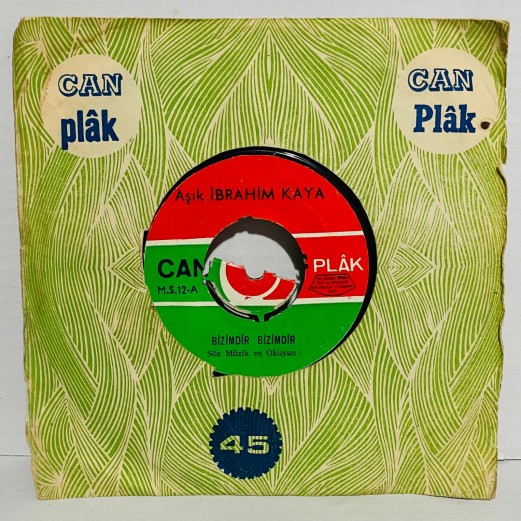 CAN
plâk
CAN
Plâk
Aşık İBRAHİM KAYA
CAN PLÂK
M.S.12-A
BİZİMDİR BİZİMDİR
Söz Müzik ve Okuyan:
45